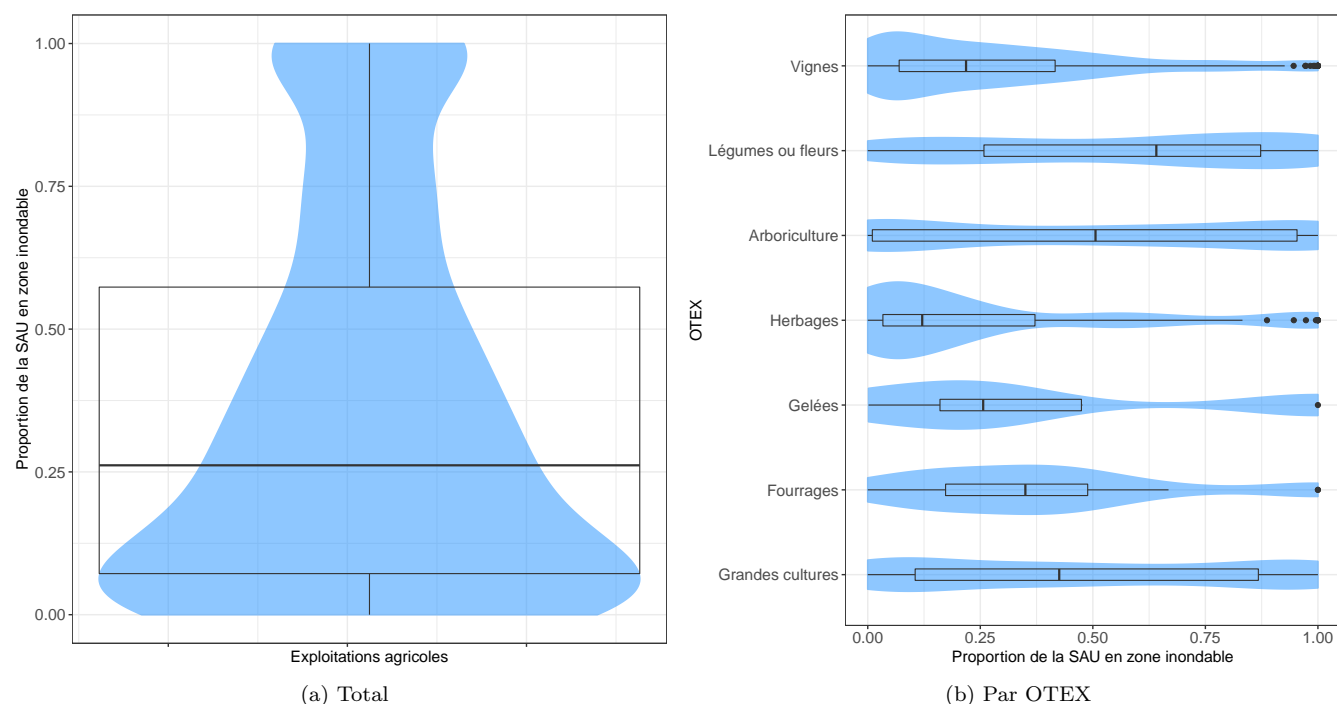 1.00
0.75
0.50
0.25
0.00
Proportion de la SAU en zone inondable
Exploitations agricoles
(a) Total
Vignes
Légumes ou fleurs
Arboriculture
Herbages
Gelées
Fourrages
Grandes cultures
OTEX
0.00 0.25 0.50 0.75 1.00
Proportion de la SAU en zone inondable
(b) Par OTEX